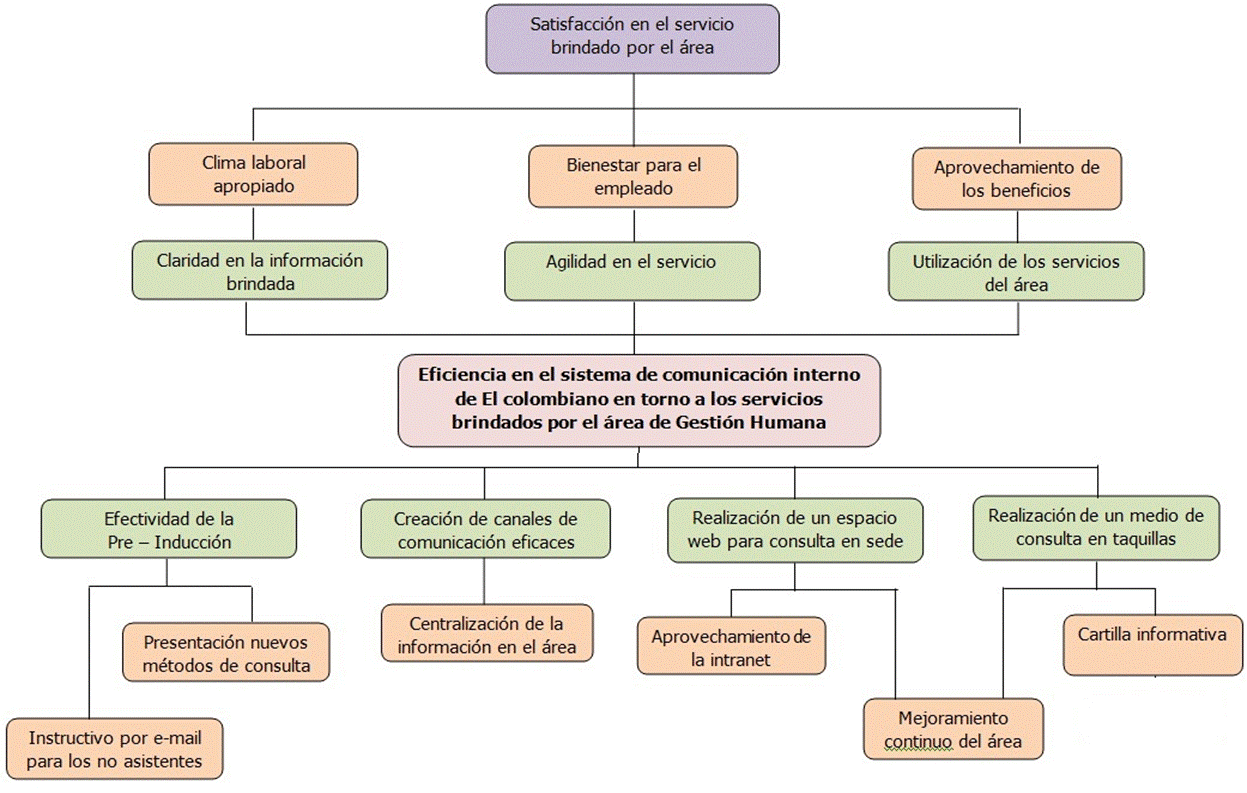 Satisfacción en el servicio
brindado por el área
Clima laboral
apropiado
Bienestar para el
empleado
Aprovechamiento de
los beneficios
Claridad en la información
brindada
Agilidad en el servicio
Utilización de los servicios
del área
Eficiencia en el sistema de comunicación interno
de El colombiano en torno a los servicios
brindados por el área de Gestión Humana
Efectividad de la
Pre – Inducción
Creación de canales de
comunicación eficaces
Realización de un espacio
web para consulta en sede
Realización de un medio de
consulta en taquillas
Presentación nuevos
métodos de consulta
Centralización de la
información en el área
Aprovechamiento de
la intranet
Cartilla informativa
Instructivo por e-mail
para los no asistentes
Mejoramiento
continuo del área